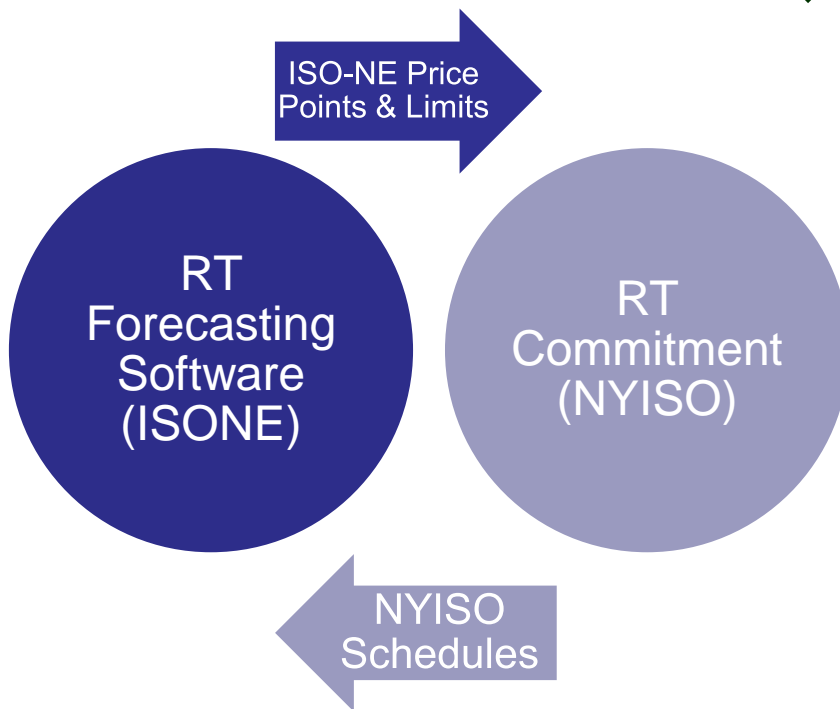 ISO-NE Price
Points & Limits
RT
Forecasting
Software
(ISONE)
RT
Commitment
(NYISO)
NYISO
Schedules